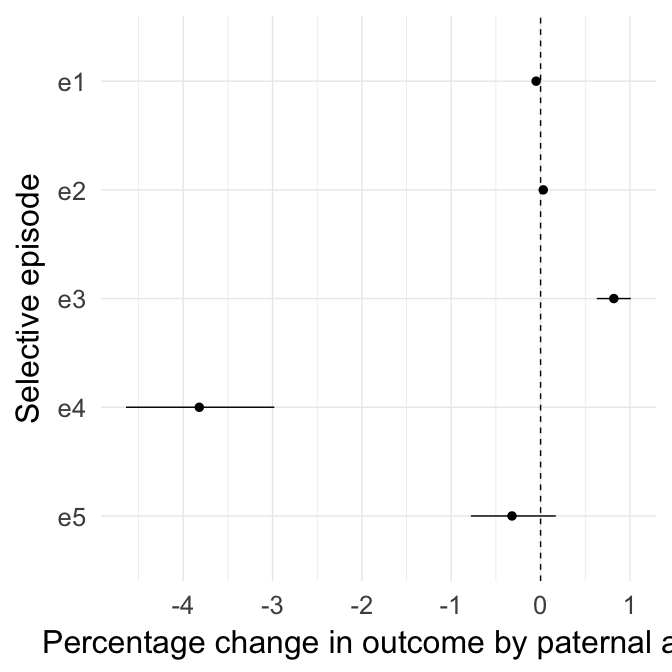 Selective episode
e1
e2
e3
e4
e5
-4 -3 -2 -1 0 1
Percentage change in outcome by paternal a